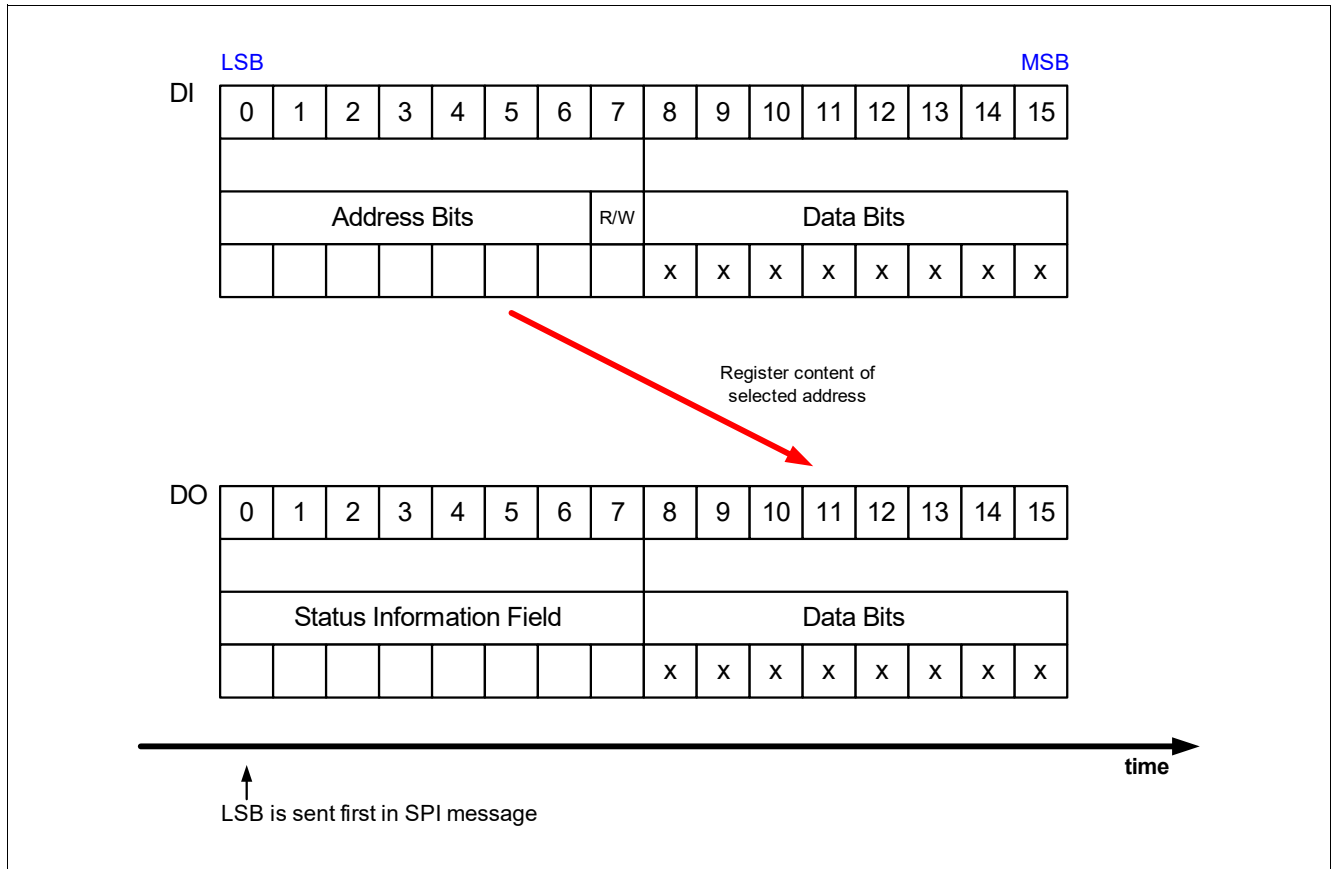 LSB MSB
DI
0 1 2 3 4 5 6 7 8 9 10 11 12 13 14 15
Address Bits R/W Data Bits
x x x x x x x x
Register content of
selected address
DO
0 1 2 3 4 5 6 7 8 9 10 11 12 13 14 15
Status Information Field Data Bits
x x x x x x x x
time
LSB is sent first in SPI message